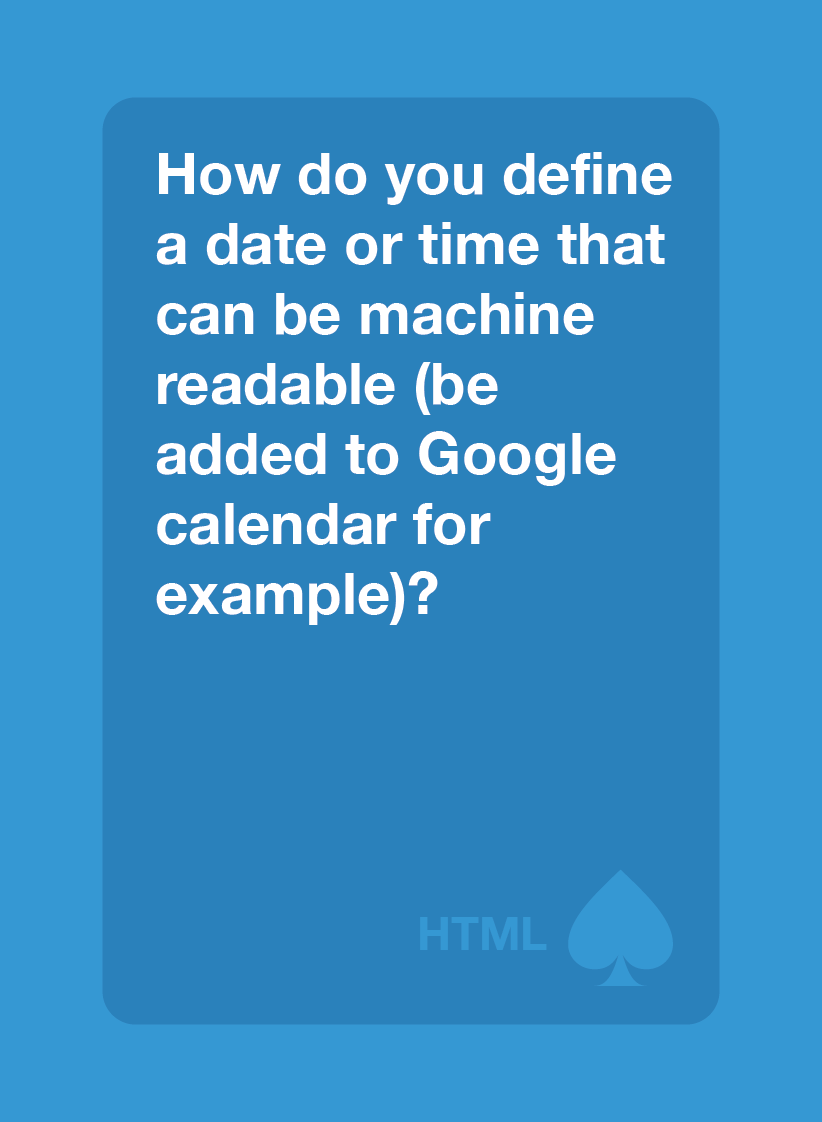 How do you define
a date or time that
can be machine
readable (be
added to Google
calendar for
example)?
HTML